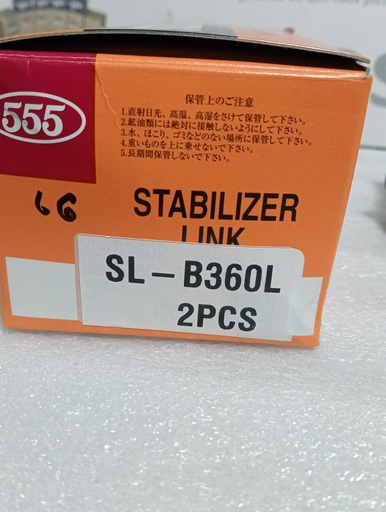 保管上のご注意
1.直射日光、高温、高湿をさけて保管して下さい。
2.鉱油類には絶対に接触しないようにして下さい。
3.水、ほこり、ゴミなどのない場所に保管して下さい。
4.重いものを上に乗せないで下さい。
5.長期間保管しないで下さい。
555
16
STABILIZER
LINK
SL-B360L
2PCS